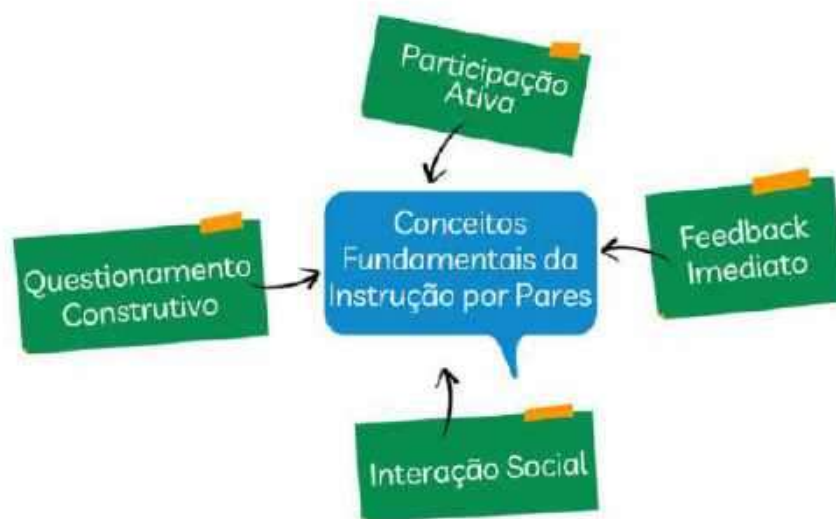 Participação
Ativa
Questionamento
Construtivo
Conceitos
Fundamentais da
Instrução por Pares
Feedback
Imediato
Interação Social